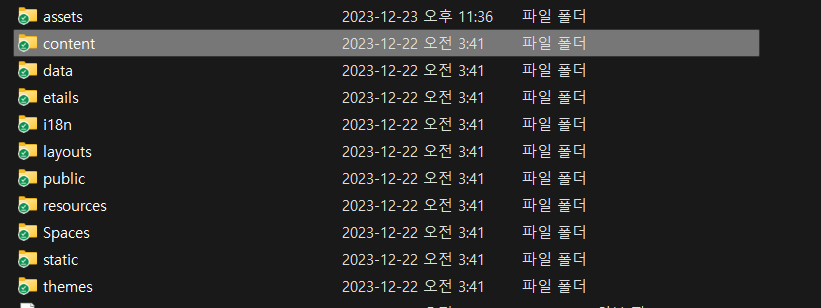 assets 2023-12-23 오후 11:36 파일 폴더
content 2023-12-22 오전 3:41 파일 폴더
data 2023-12-22 오전 3:41 파일 폴더
etails 2023-12-22 오전 3:41 파일 폴더
i18n 2023-12-22 오전 3:41 파일 폴더
layouts 2023-12-22 오전 3:41 파일 폴더
public 2023-12-22 오전 3:41 파일 폴더
resources 2023-12-22 오전 3:41 파일 폴더
Spaces 2023-12-22 오전 3:41 파일 폴더
static 2023-12-22 오전 3:41 파일 폴더
themes 2023-12-22 오전 3:41 파일 폴더